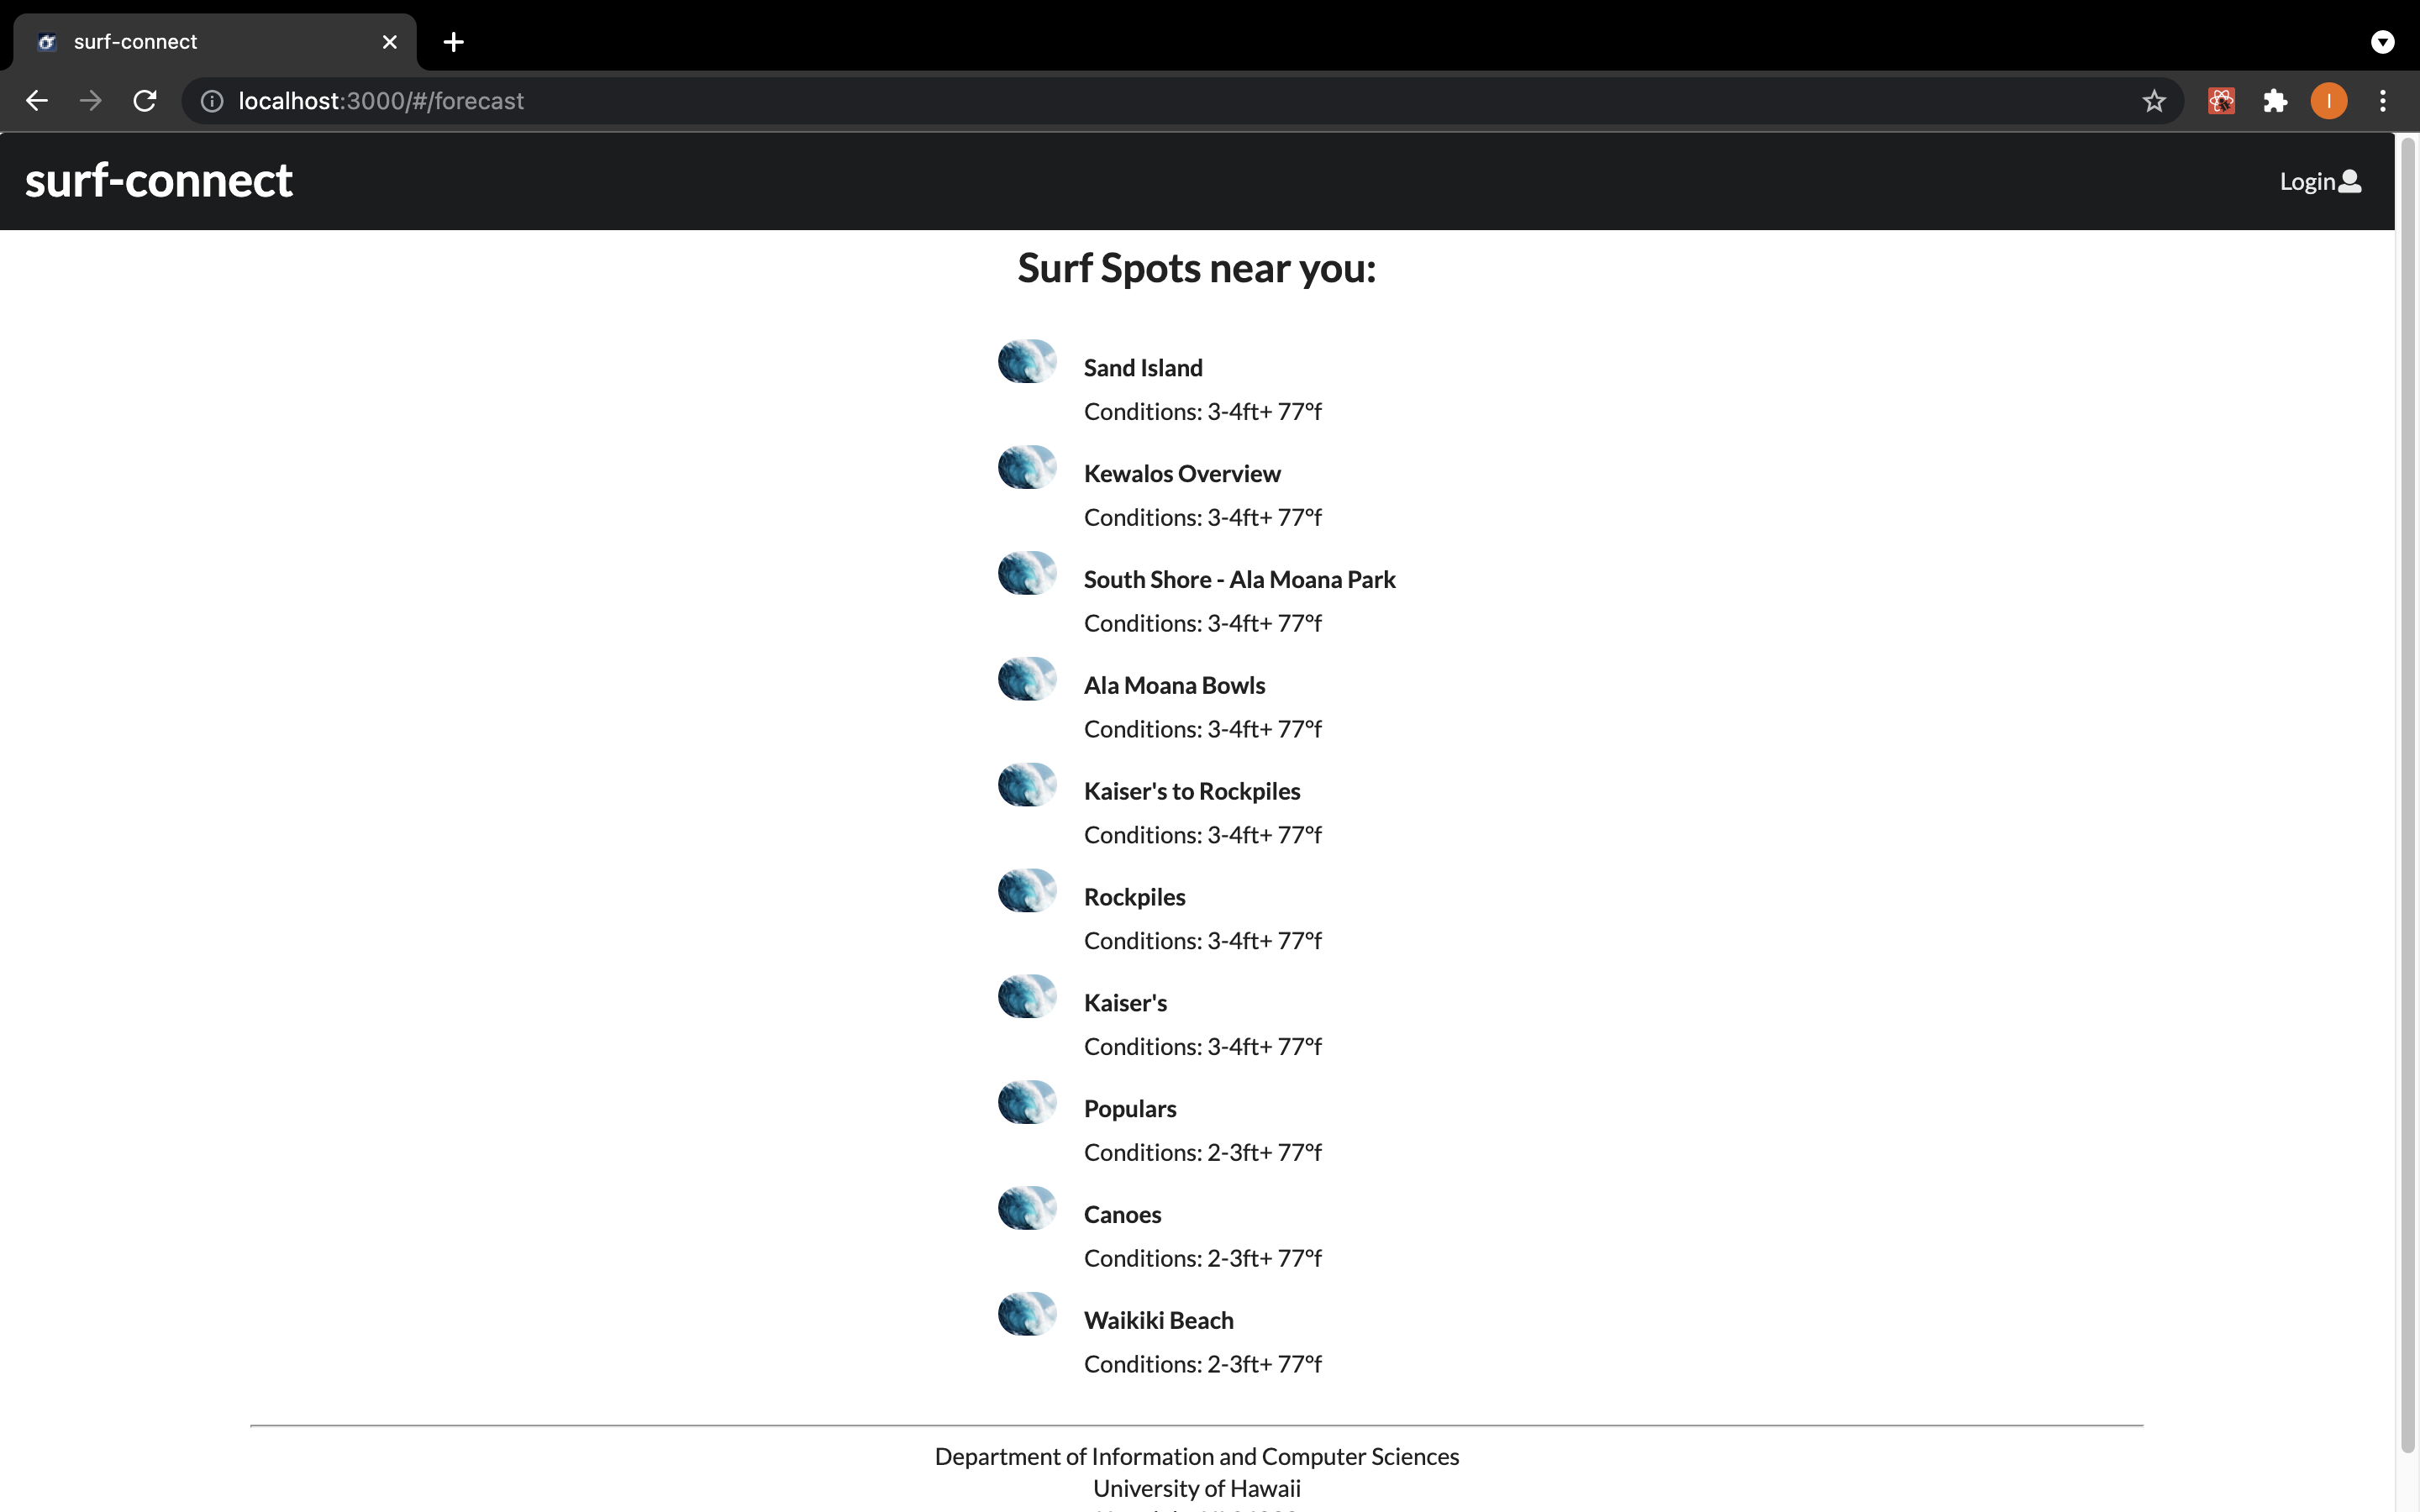 surf-connect
localhost:3000/#/forecast
I
surf-connect
Login
Surf Spots near you:
Sand Island
Conditions: 3-4ft+ 77°f
Kewalos Overview
Conditions: 3-4ft+ 77°f
South Shore - Ala Moana Park
Conditions: 3-4ft+ 77°f
Ala Moana Bowls
Conditions: 3-4ft+ 77°f
Kaiser's to Rockpiles
Conditions: 3-4ft+ 77°f
Rockpiles
Conditions: 3-4ft+ 77°f
Kaiser's
Conditions: 3-4ft+ 77°f
Populars
Conditions: 2-3ft+ 77°f
Canoes
Conditions: 2-3ft+ 77°f
Waikiki Beach
Conditions: 2-3ft+ 77°f
Department of Information and Computer Sciences
University of Hawaii